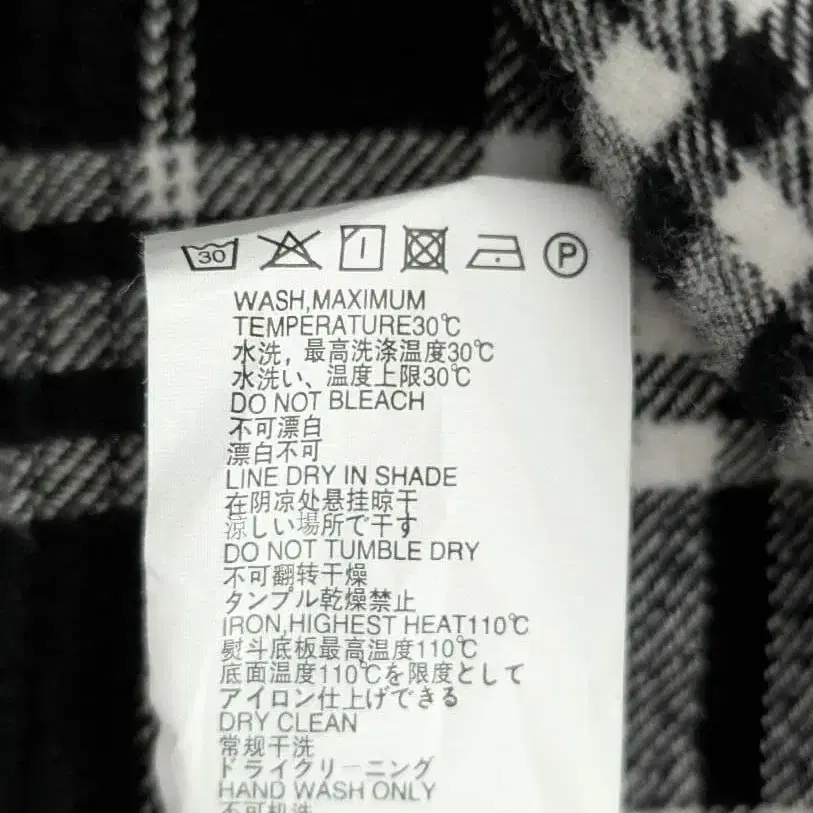 30 P
WASH,MAXIMUM
TEMPERATURE30℃
水洗，最高洗涤温度30℃
水洗い、温度上限30℃
DO NOT BLEACH
不可漂白
漂白不可
LINE DRY IN SHADE
在阴凉处悬挂晾干
涼しい場所で干す
DO NOT TUMBLE DRY
不可翻转干燥
タンプル乾燥禁止
IRON,HIGHEST HEAT110℃
熨斗底板最高温度110℃
底面温度110℃を限度として
アイロン仕上げできる
DRY CLEAN
常规干洗
ドライクリーニング
HAND WASH ONLY
不可机洗